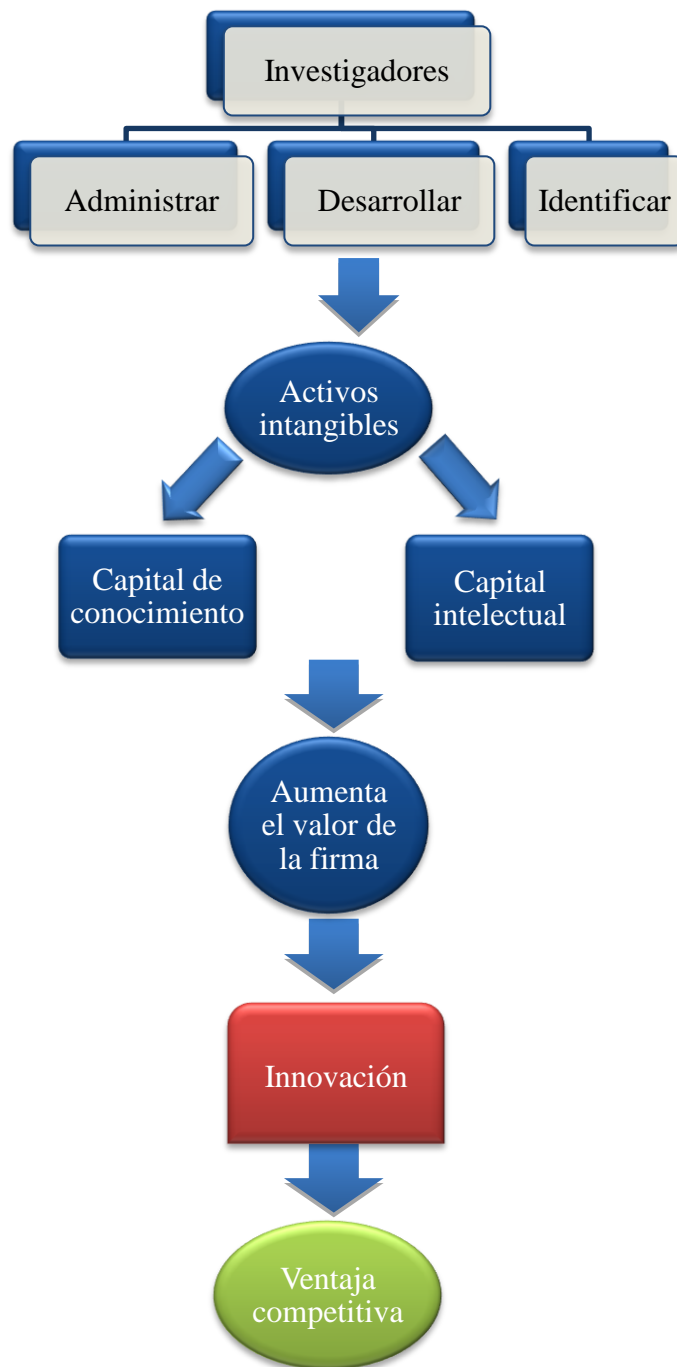 Investigadores
Administrar
Desarrollar
Identificar
Activos
intangibles
Capital de
conocimiento
Capital
intelectual
Aumenta
el valor de
la firma
Innovación
Ventaja
competitiva